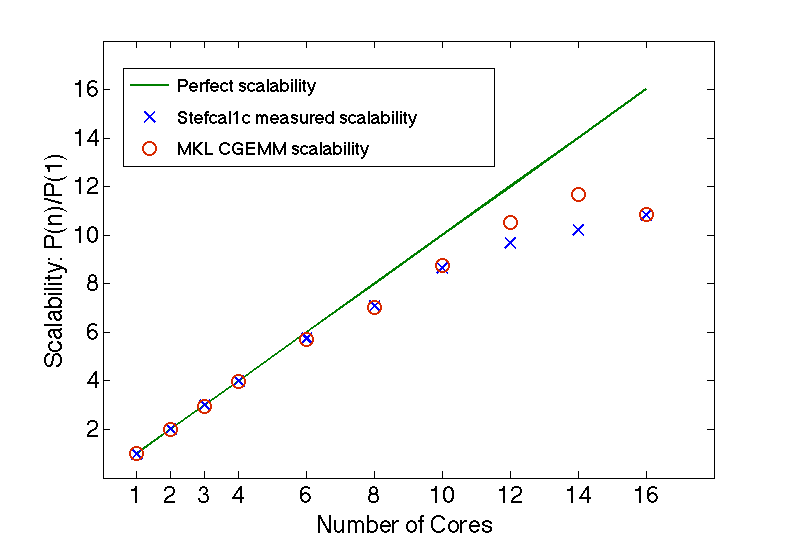 16
14
12
10
8
6
4
2
Scalability: P(n)/P(1)
Perfect scalability
Stefcal1c measured scalability
MKL CGEMM scalability
1 2 3 4 6 8 10 12 14 16
Number of Cores